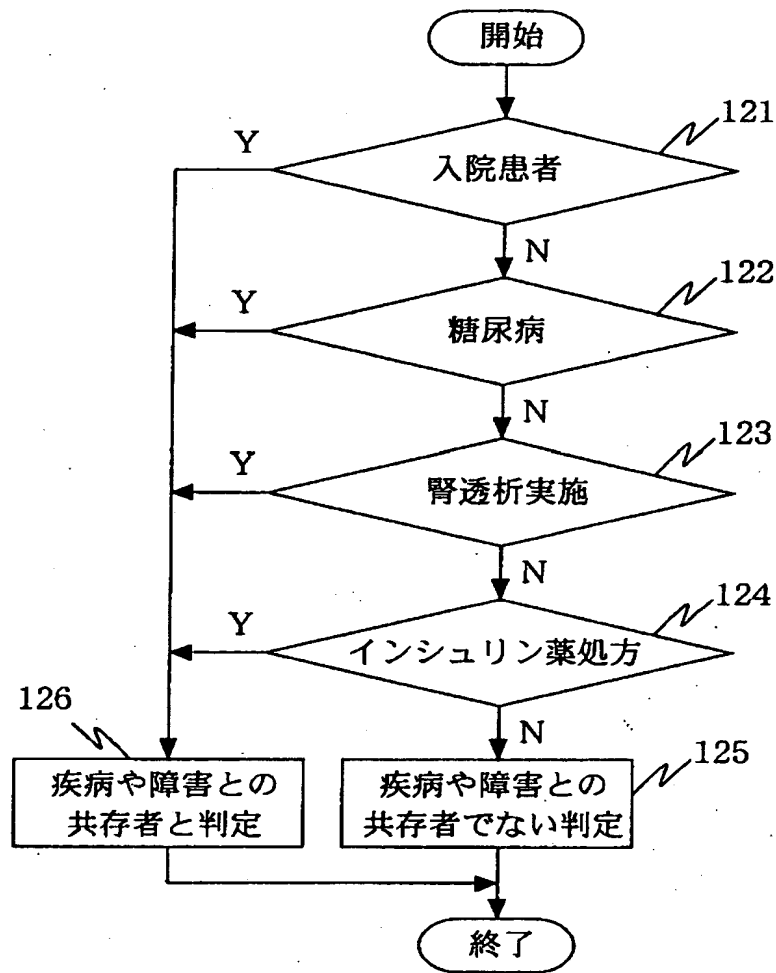 開始
121
Y
入院患者
N
122
Y
糖尿病
N
123
Y
腎透析実施
N
124
Y
インシュリン薬処方
N
126
125
疾病や障害との
共存者と判定
疾病や障害との
共存者でない判定
終了